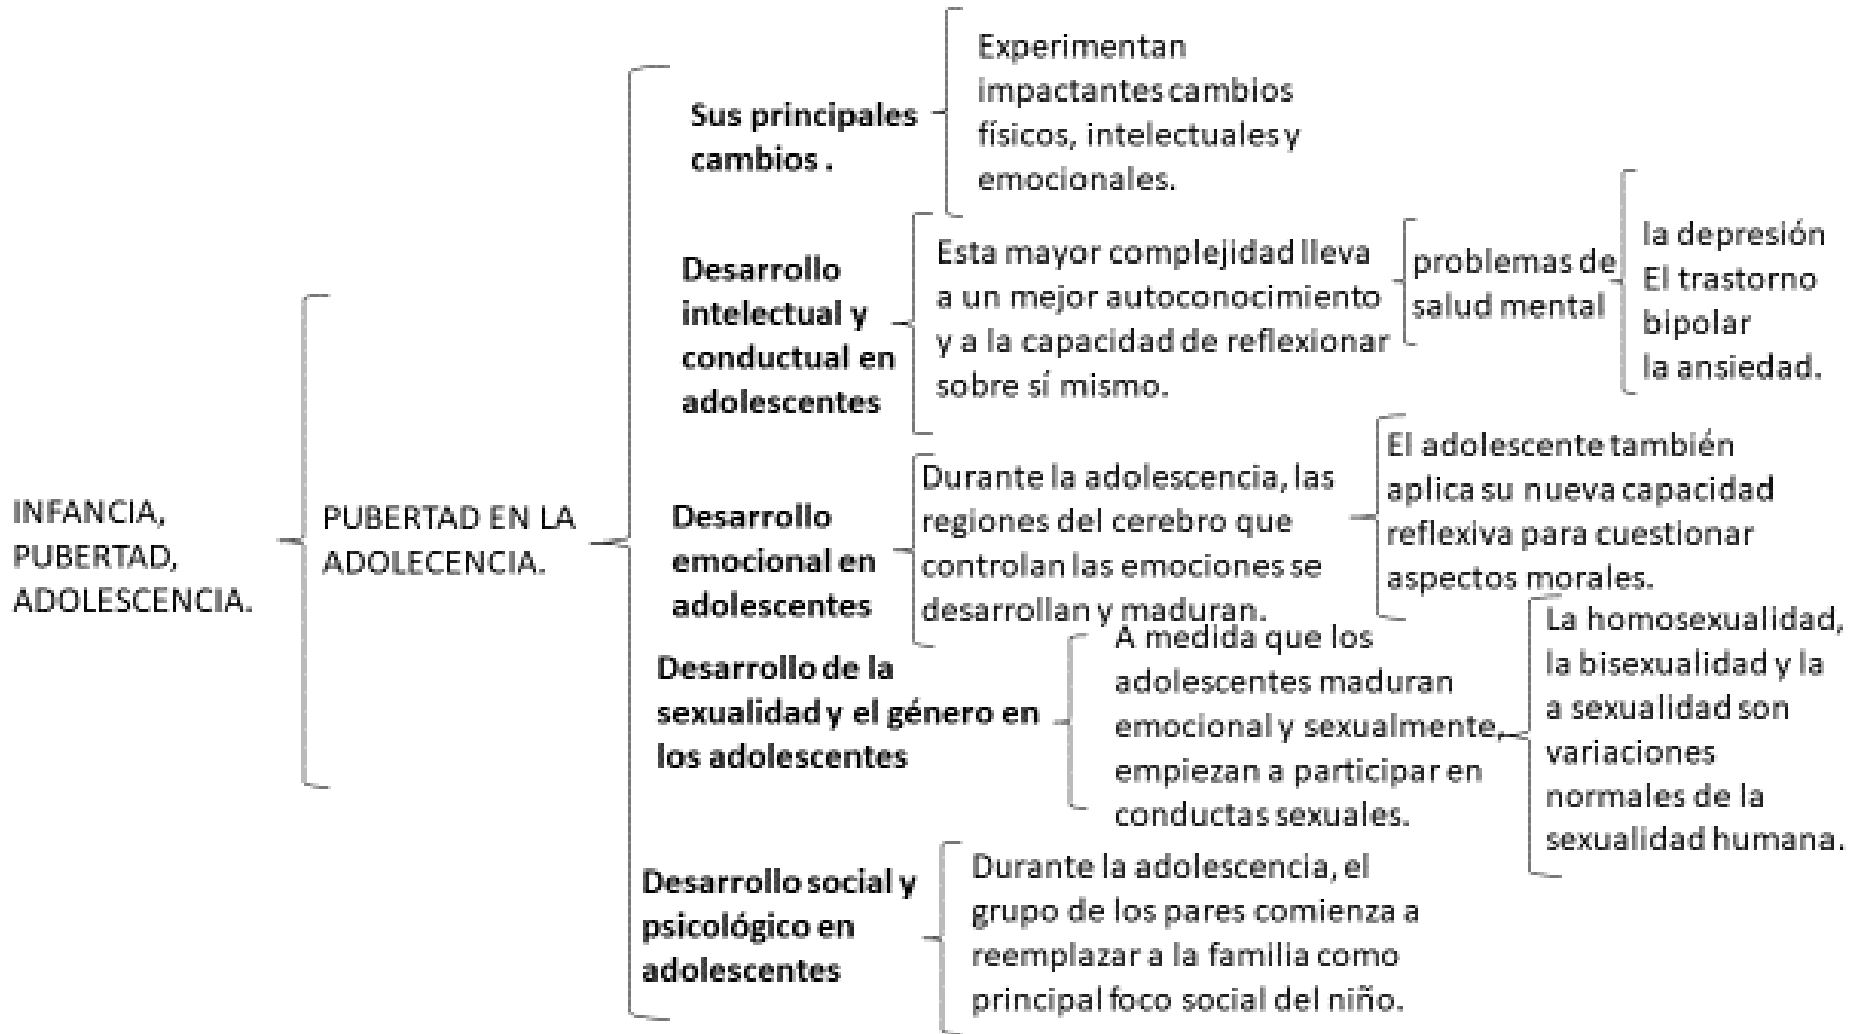 INFANCIA,
PUBERTAD,
ADOLESCENCIA.
PUBERTAD EN LA
ADOLECENCIA.
Sus principales
cambios .
Experimentan
impactantes cambios
físicos, intelectuales y
emocionales.
Desarrollo
intelectual y
conductual en
adolescentes
Esta mayor complejidad lleva
a un mejor autoconocimiento
y a la capacidad de reflexionar
sobre sí mismo.
problemas de
salud mental
la depresión
El trastorno
bipolar
la ansiedad.
Desarrollo
emocional en
adolescentes
Durante la adolescencia, las
regiones del cerebro que
controlan las emociones se
desarrollan y maduran.
El adolescente también
aplica su nueva capacidad
reflexiva para cuestionar
aspectos morales.
Desarrollo de la
sexualidad y el género en
los adolescentes
A medida que los
adolescentes maduran
emocional y sexualmente,
empiezan a participar en
conductas sexuales.
La homosexualidad,
la bisexualidad y la
a sexualidad son
variaciones
normales de la
sexualidad humana.
Desarrollo social y
psicológico en
adolescentes
Durante la adolescencia, el
grupo de los pares comienza a
reemplazar a la familia como
principal foco social del niño.